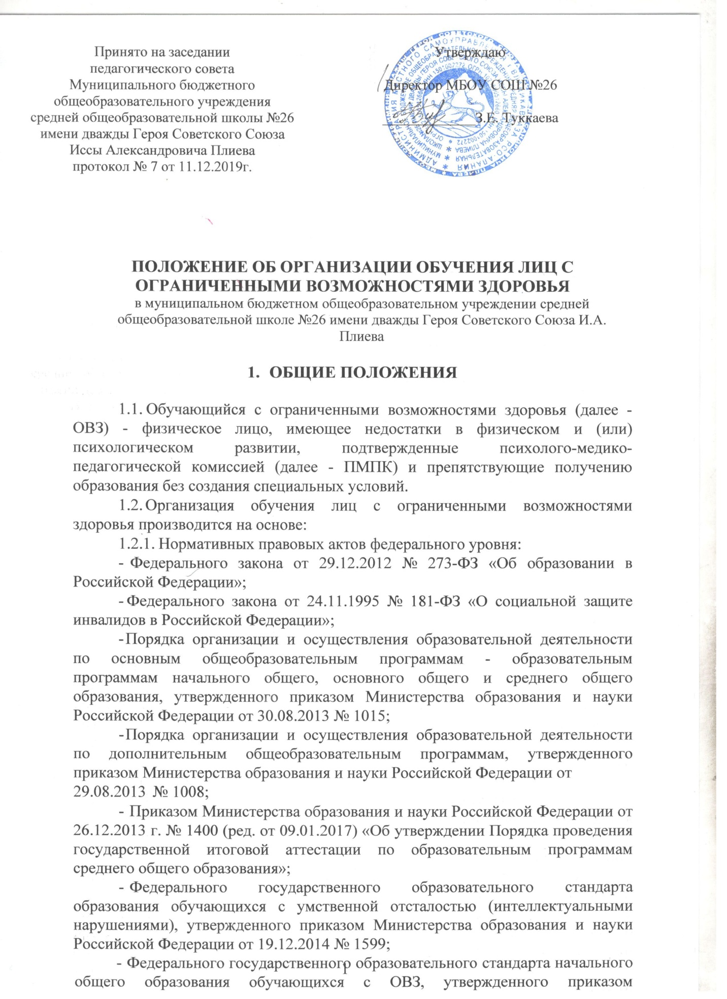 Принято на заседании
педагогического совета
Муниципального бюджетного
общеобразовательного учреждения
средней общеобразовательной школы №26
имени дважды Героя Советского Союза
Иссы Александровича Плиева
протокол № 7 от 11.12.2019г.
Утверждаю
Директор МБОУ СОШ №26
З.Е. Туккаева
ПОЛОЖЕНИЕ ОБ ОРГАНИЗАЦИИ ОБУЧЕНИЯ ЛИЦ С
ОГРАНИЧЕННЫМИ ВОЗМОЖНОСТЯМИ ЗДОРОВЬЯ
в муниципальном бюджетном общеобразовательном учреждении средней
общеобразовательной школе №26 имени дважды Героя Советского Союза И.А.
Плиева
1. ОБЩИЕ ПОЛОЖЕНИЯ
1.1. Обучающийся с ограниченными возможностями здоровья (далее -
ОВЗ) - физическое лицо, имеющее недостатки в физическом и (или)
психологическом развитии, подтвержденные психолого-медико-
педагогической комиссией (далее - ПМПК) и препятствующие получению
образования без создания специальных условий.
1.2. Организация обучения лиц с ограниченными возможностями
здоровья производится на основе:
1.2.1. Нормативных правовых актов федерального уровня:
- Федерального закона от 29.12.2012 № 273-ФЗ «Об образовании в
Российской Федерации»;
- Федерального закона от 24.11.1995 № 181-ФЗ «О социальной защите
инвалидов в Российской Федерации»;
- Порядка организации и осуществления образовательной деятельности
по основным общеобразовательным программам - образовательным
программам начального общего, основного общего и среднего общего
образования, утвержденного приказом Министерства образования и науки
Российской Федерации от 30.08.2013 № 1015;
- Порядка организации и осуществления образовательной деятельности
по дополнительным общеобразовательным программам, утвержденного
приказом Министерства образования и науки Российской Федерации от
29.08.2013 № 1008;
- Приказом Министерства образования и науки Российской Федерации от
26.12.2013 г. № 1400 (ред. от 09.01.2017) «Об утверждении Порядка проведения
государственной итоговой аттестации по образовательным программам
среднего общего образования»;
- Федерального государственного образовательного стандарта
образования обучающихся с умственной отсталостью (интеллектуальными
нарушениями), утвержденного приказом Министерства образования и науки
Российской Федерации от 19.12.2014 № 1599;
- Федерального государственного образовательного стандарта начального
общего образования обучающихся с ОВЗ, утвержденного приказом
1